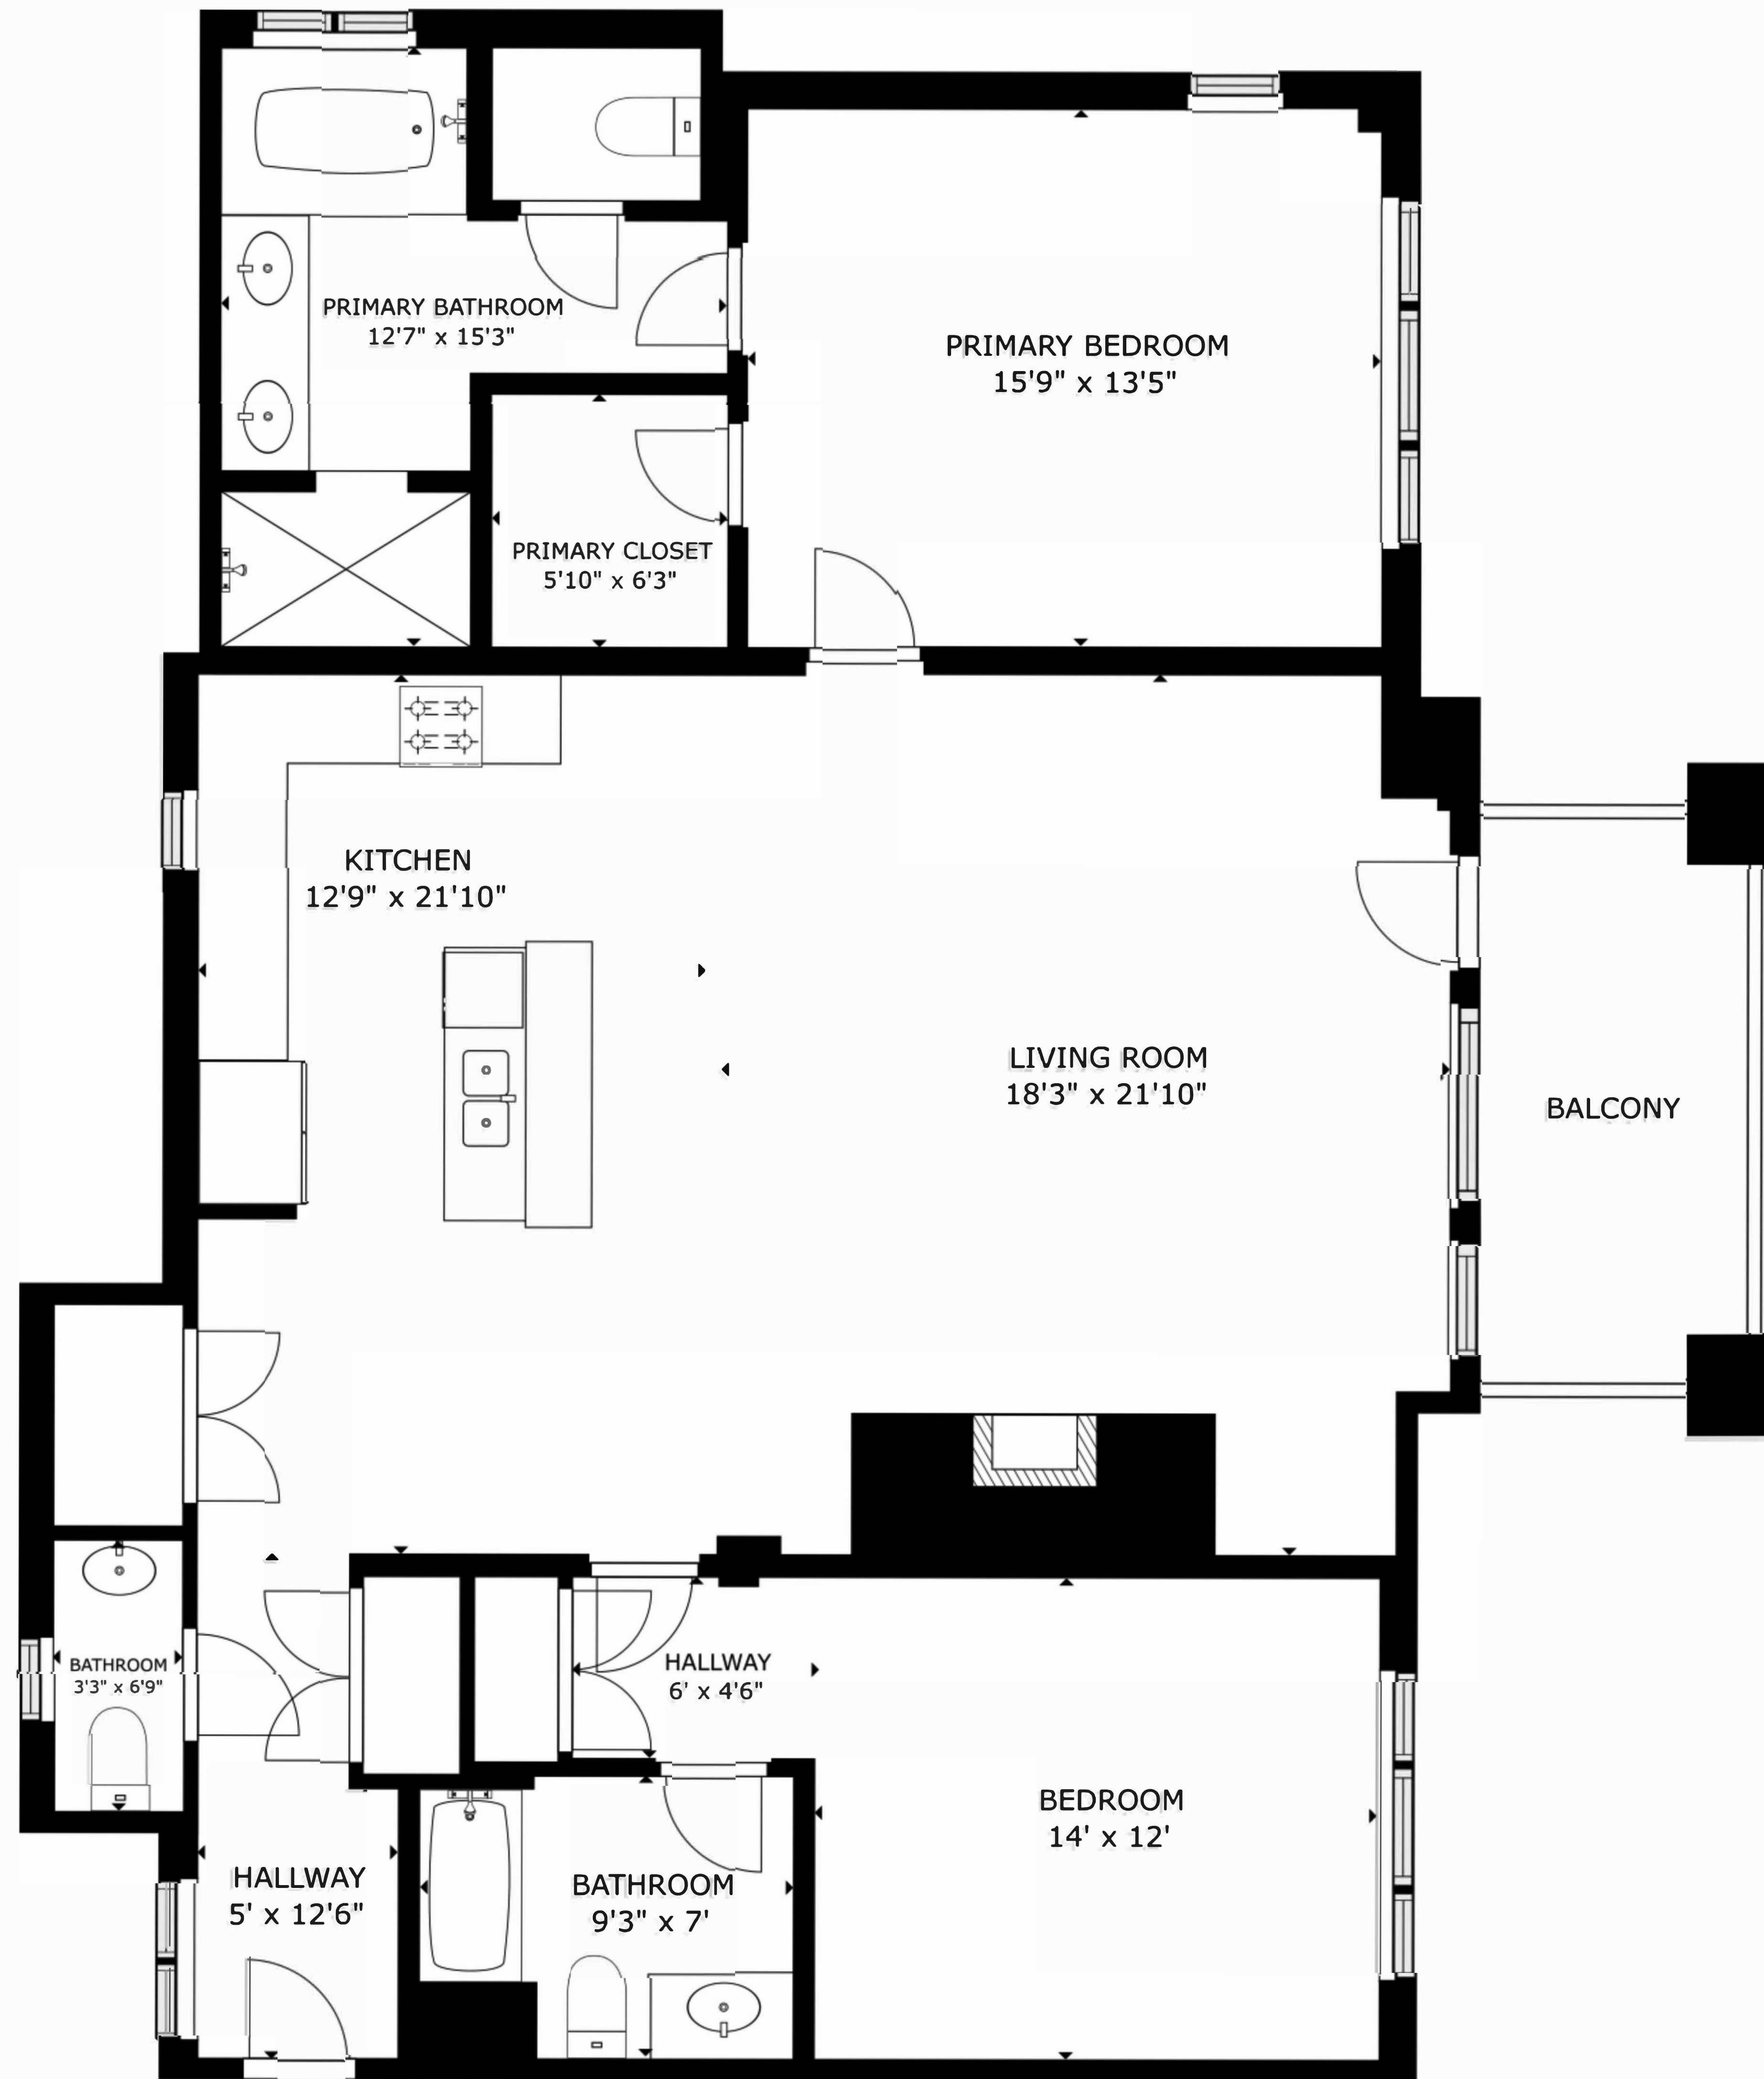 PRIMARY BATHROOM
12'7" x 15'3"
PRIMARY BEDROOM
15'9" x 13'5"
PRIMARY CLOSET
5'10" x 6'3"
KITCHEN
12'9" x 21'10"
LIVING ROOM
18'3" x 21'10"
BALCONY
BATHROOM
3'3" x 6'9"
HALLWAY
6' x 4'6"
BEDROOM
14' x 12'
HALLWAY
5' x 12'6"
BATHROOM
9'3" x 7'